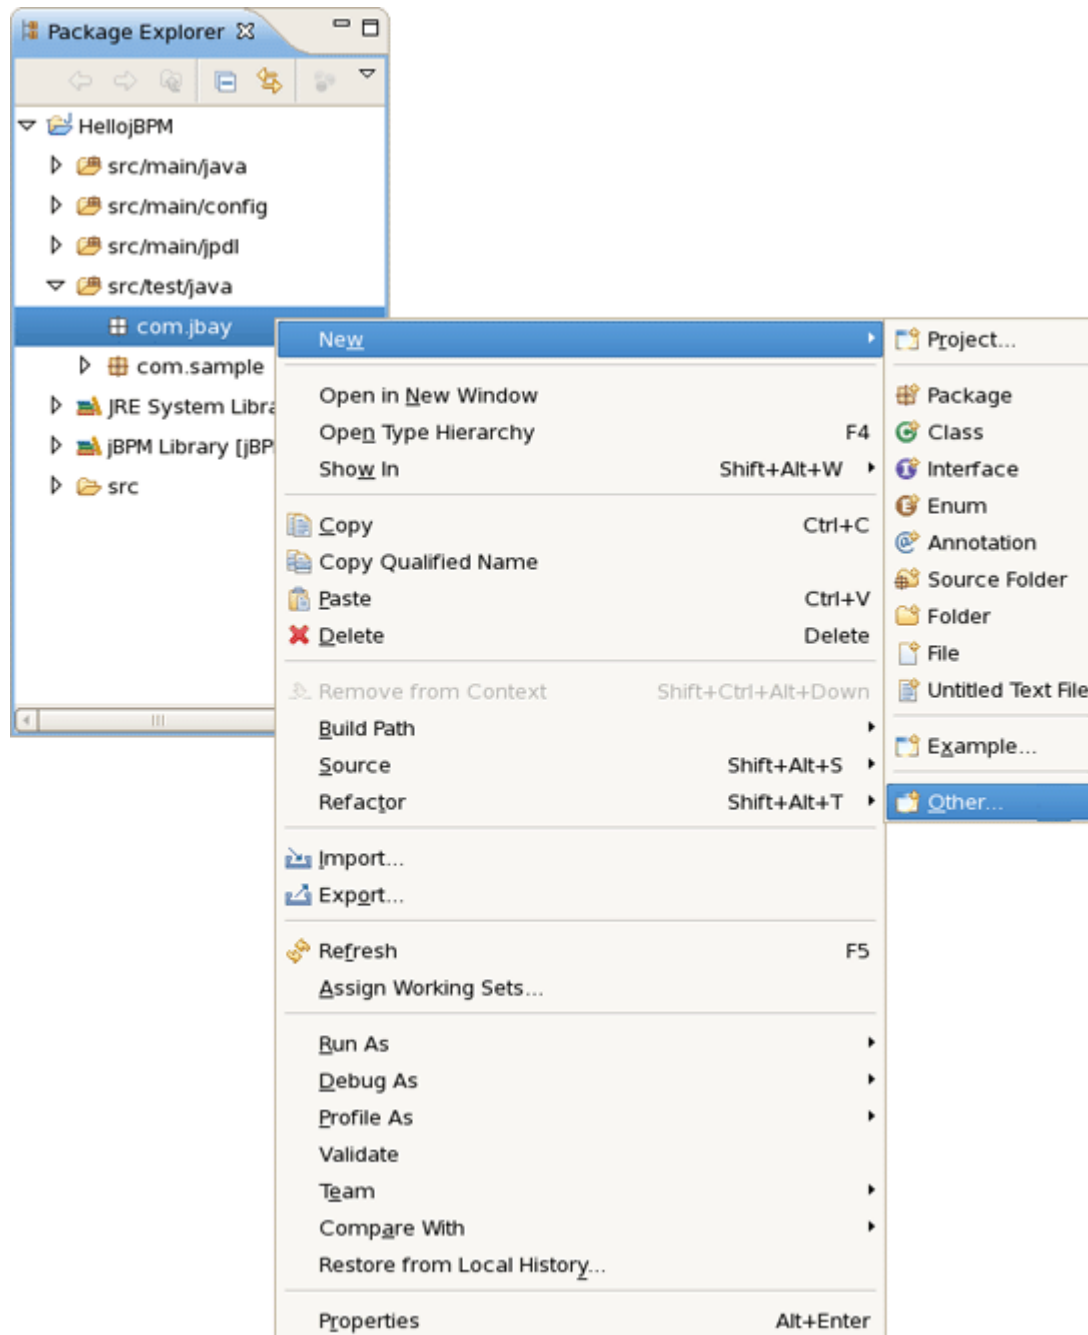 Package Explorer
HellojBPM
src/main/java
src/main/config
src/main/jpdl
src/test/java
com.jbay
com.sample
JRE System Libra
jBPM Library [jBP
src
New
Open in New Window
Open Type Hierarchy F4
Show In Shift+Alt+W
Copy Ctrl+C
Copy Qualified Name
Paste Ctrl+V
Delete Delete
Remove from Context Shift+Ctrl+Alt+Down
Build Path
Source Shift+Alt+S
Refactor Shift+Alt+T
Import...
Export...
Refresh F5
Assign Working Sets...
Run As
Debug As
Profile As
Validate
Team
Compare With
Restore from Local History...
Properties Alt+Enter
Project...
Package
Class
Interface
Enum
Annotation
Source Folder
Folder
File
Untitled Text File
Example...
Other...